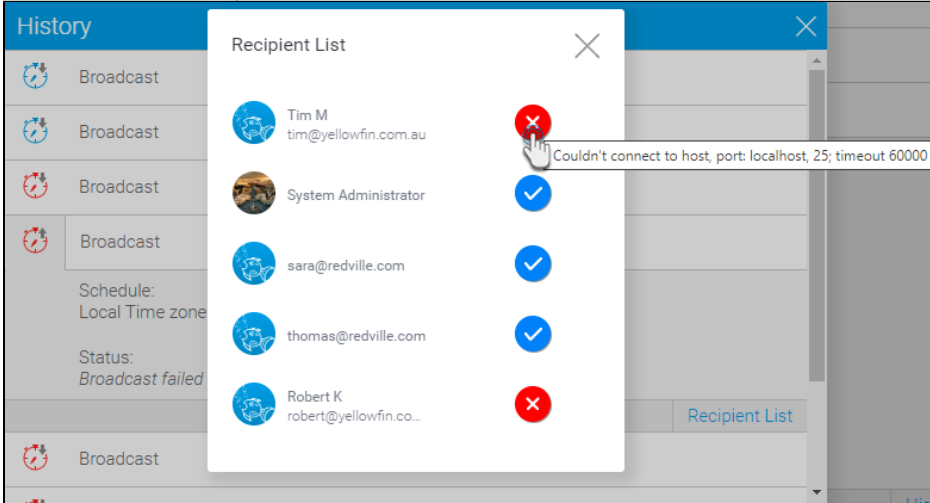 History
Recipient List
Broadcast
Broadcast
Broadcast
Broadcast
Schedule:
Local Time zone
Status:
Broadcast failed
Recipient List
Broadcast
Tim M
tim@yellowfin.com.au
Couldn't connect to host, port: localhost, 25; timeout 60000
System Administrator
sara@redville.com
thomas@redville.com
Robert K
robert@yellowfin.co...